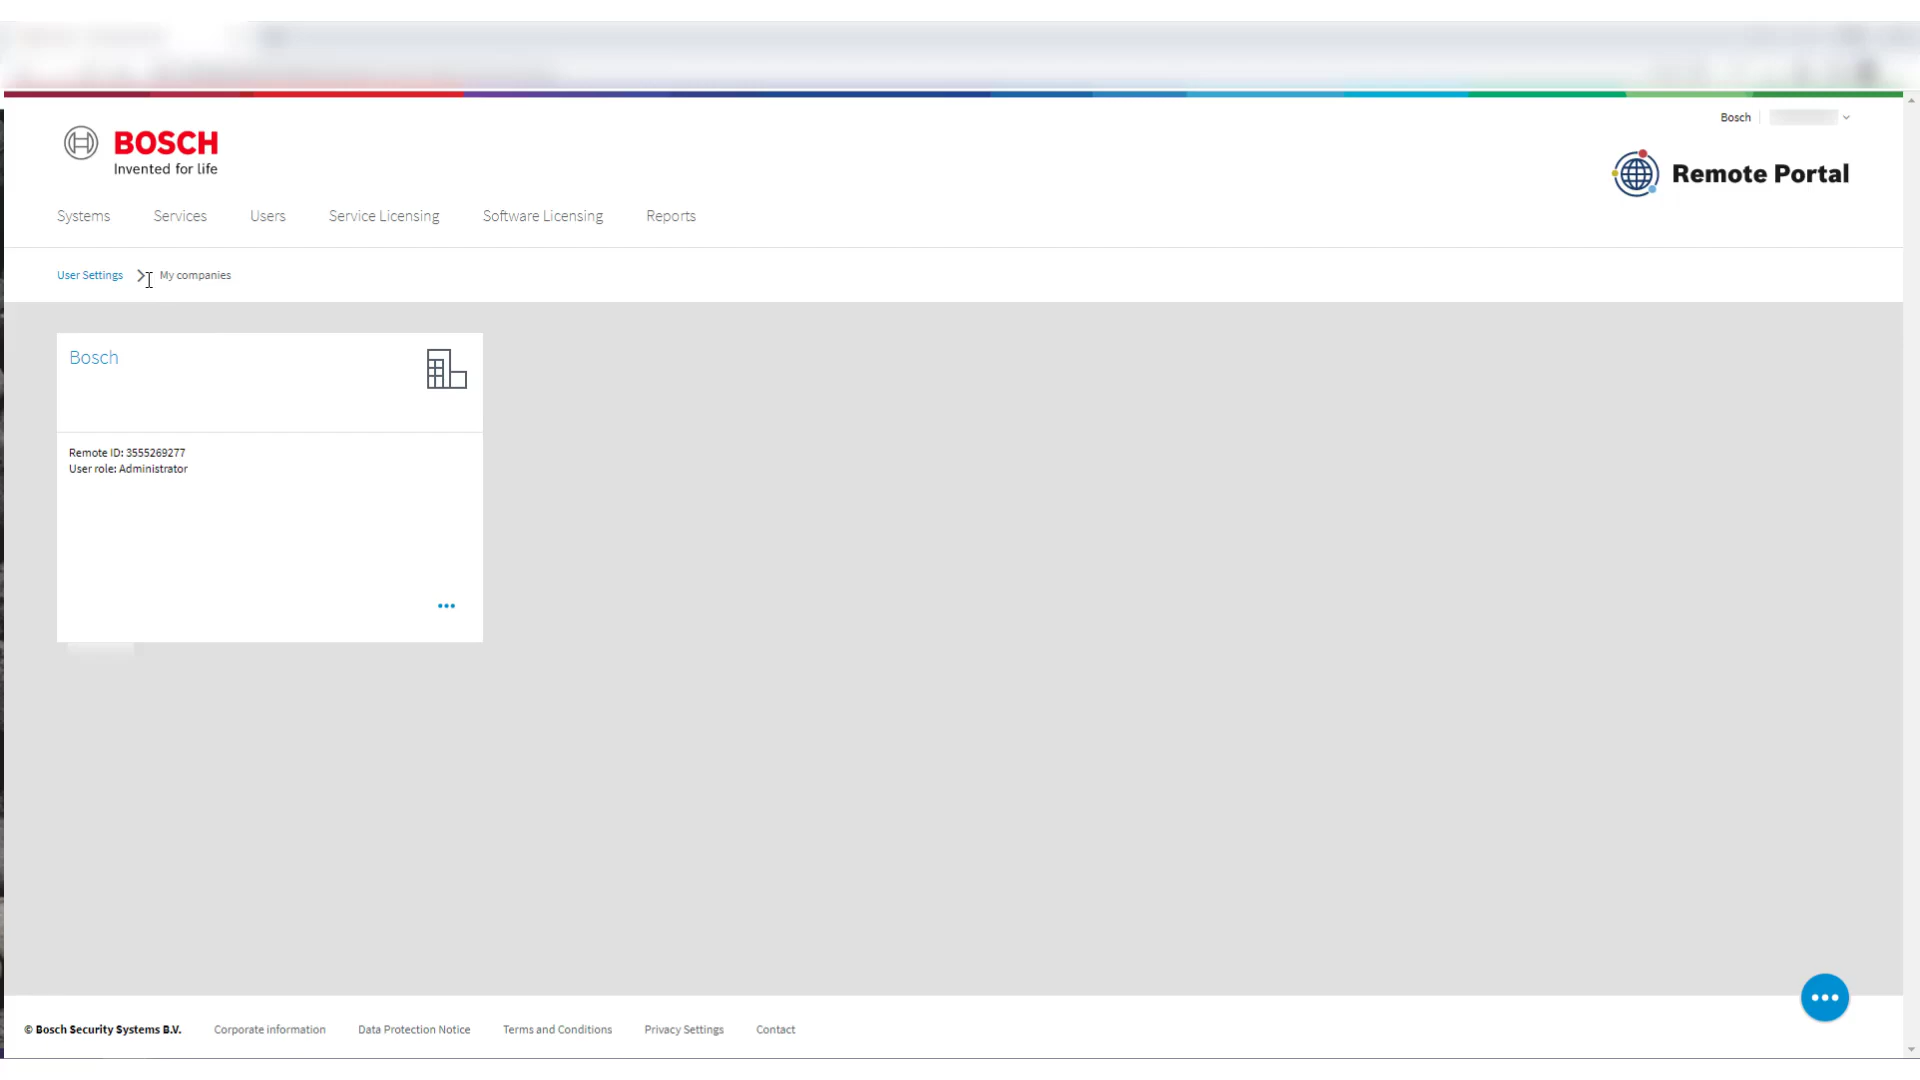 Bosch
BOSCH
Invented for life
Remote Portal
Systems Services Users Service Licensing Software Licensing Reports
User Settings My companies
Bosch
Remote ID: 3555269277
User role: Administrator
© Bosch Security Systems B.V. Corporate information Data Protection Notice Terms and Conditions Privacy Settings Contact